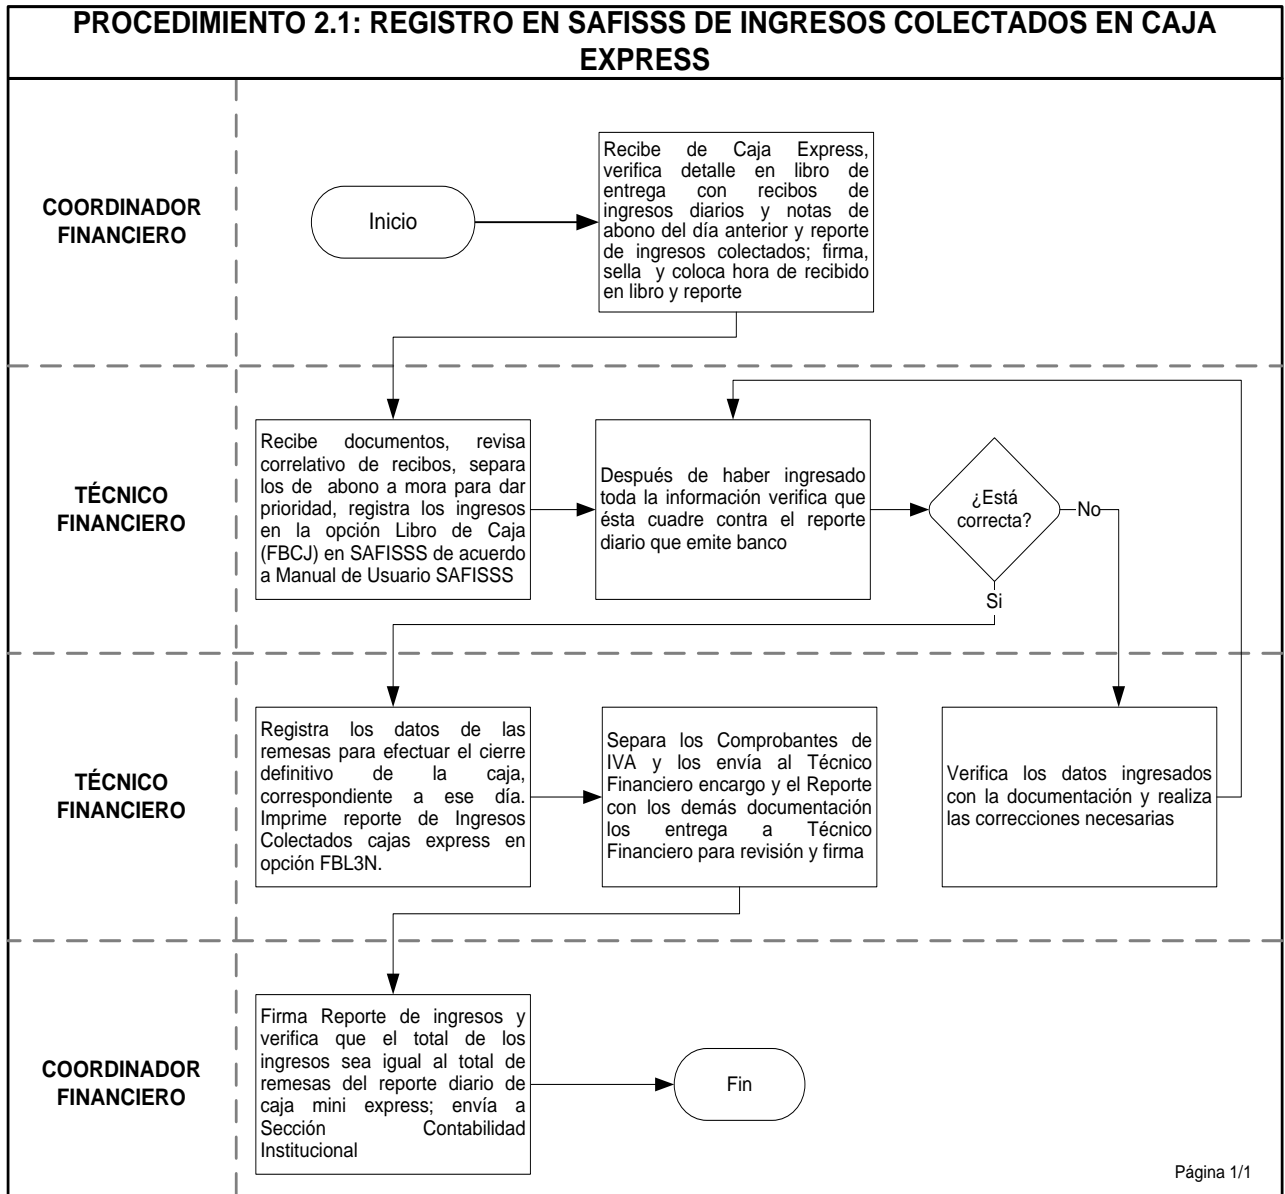 PROCEDIMIENTO 2.1: REGISTRO EN SAFISSS DE INGRESOS COLECTADOS EN CAJA
EXPRESS
COORDINADOR
FINANCIERO
Inicio
Recibe de Caja Express,
verifica detalle en libro de
entrega con recibos de
ingresos diarios y notas de
abono del día anterior y reporte
de ingresos colectados; firma,
sella y coloca hora de recibido
en libro y reporte
TÉCNICO
FINANCIERO
Recibe documentos, revisa
correlativo de recibos, separa
los de abono a mora para dar
prioridad, registra los ingresos
en la opción Libro de Caja
(FBCJ) en SAFISSS de acuerdo
a Manual de Usuario SAFISSS
Después de haber ingresado
toda la información verifica que
ésta cuadre contra el reporte
diario que emite banco
¿Está
correcta?
No
Si
TÉCNICO
FINANCIERO
Registra los datos de las
remesas para efectuar el cierre
definitivo de la caja,
correspondiente a ese día.
Imprime reporte de Ingresos
Colectados cajas express en
opción FBL3N.
Separa los Comprobantes de
IVA y los envía al Técnico
Financiero encargo y el Reporte
con los demás documentación
los entrega a Técnico
Financiero para revisión y firma
Verifica los datos ingresados
con la documentación y realiza
las correcciones necesarias
COORDINADOR
FINANCIERO
Firma Reporte de ingresos y
verifica que el total de los
ingresos sea igual al total de
remesas del reporte diario de
caja mini express; envía a
Sección Contabilidad
Institucional
Fin
Página 1/1